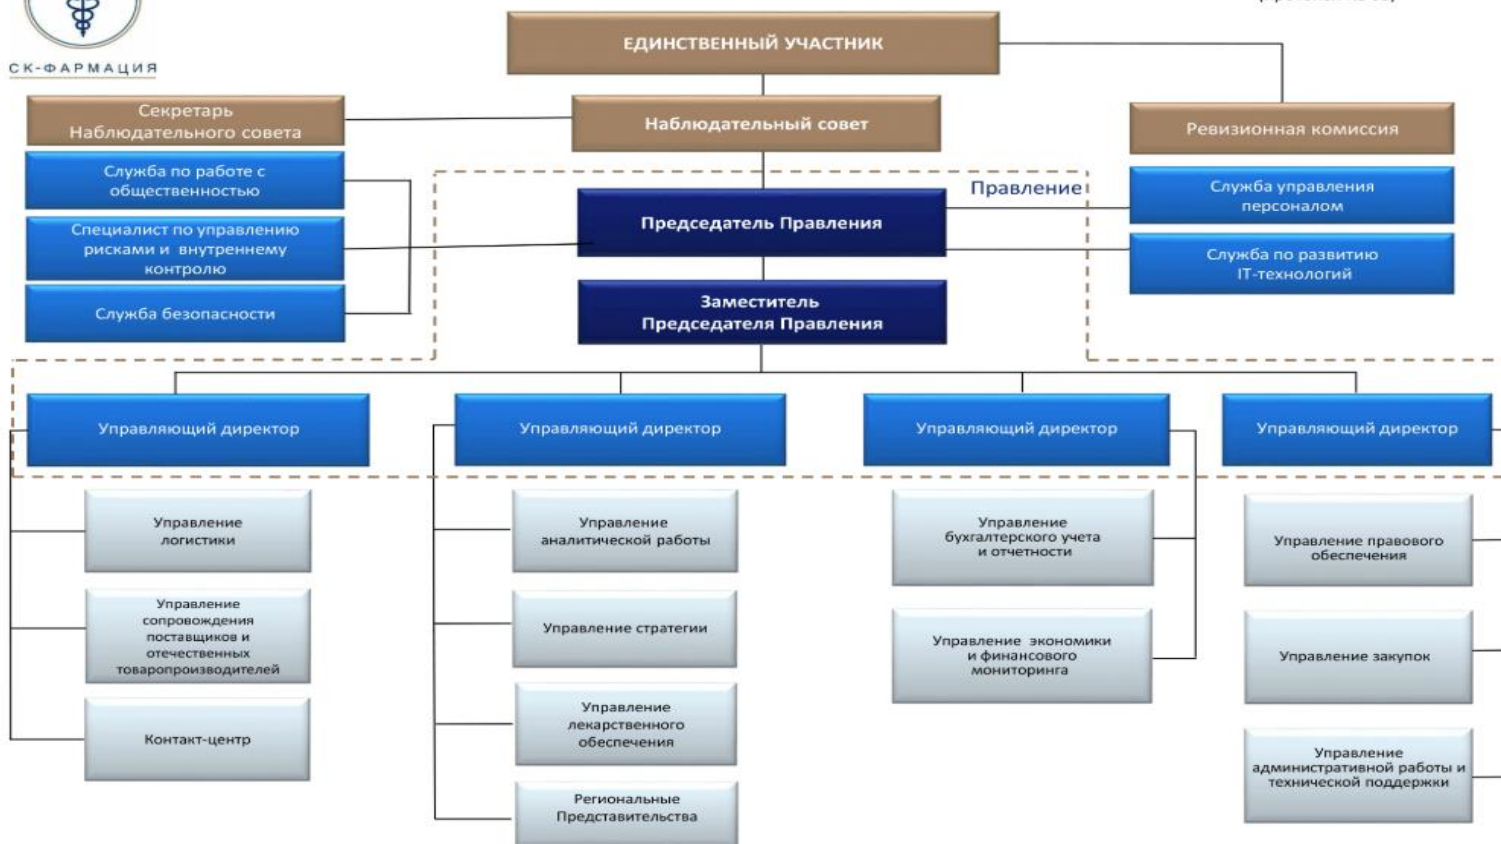 ЕДИНСТВЕННЫЙ УЧАСТНИК
СК-ФАРМАЦИЯ
Секретарь
Наблюдательного совета
Наблюдательный совет
Ревизионная комиссия
Служба по работе с
общественностью
Правление
Служба управления
персоналом
Председатель Правления
Специалист по управлению
рисками и внутреннему
контролю
Служба по развитию
IT-технологий
Служба безопасности
Заместитель
Председателя Правления
Управляющий директор
Управляющий директор
Управляющий директор
Управляющий директор
Управление
логистики
Управление
аналитической работы
Управление
бухгалтерского учета
и отчетности
Управление правового
обеспечения
Управление
сопровождения
поставщиков и
отечественных
товаропроизводителей
Управление стратегии
Управление экономики
и финансового
мониторинга
Управление закупок
Контакт-центр
Управление
лекарственного
обеспечения
Управление
административной работы и
технической поддержки
Региональные
Представительства